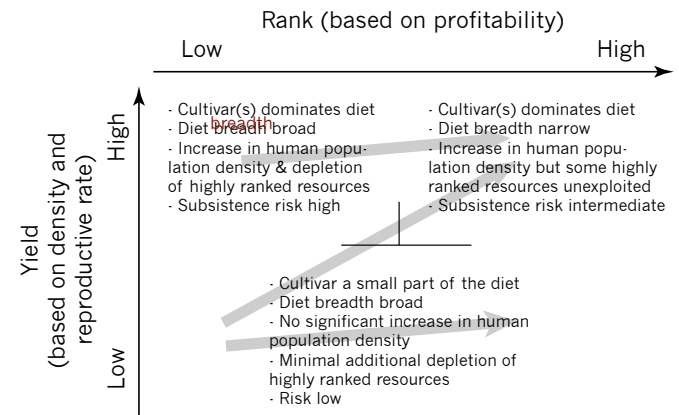 Rank (based on profitability)
Low
High
Yield
(based on density and
reproductive rate)
High
Low
- Cultivar(s) dominates diet
breadth
- Diet breadth broad
- Increase in human popu-
lation density & depletion
of highly ranked resources
- Subsistence risk high
- Cultivar(s) dominates diet
- Diet breadth narrow
- Increase in human popu-
lation density but some highly
ranked resources unexploited
- Subsistence risk intermediate
- Cultivar a small part of the diet
- Diet breadth broad
- No significant increase in human
population density
- Minimal additional depletion of
highly ranked resources
- Risk low